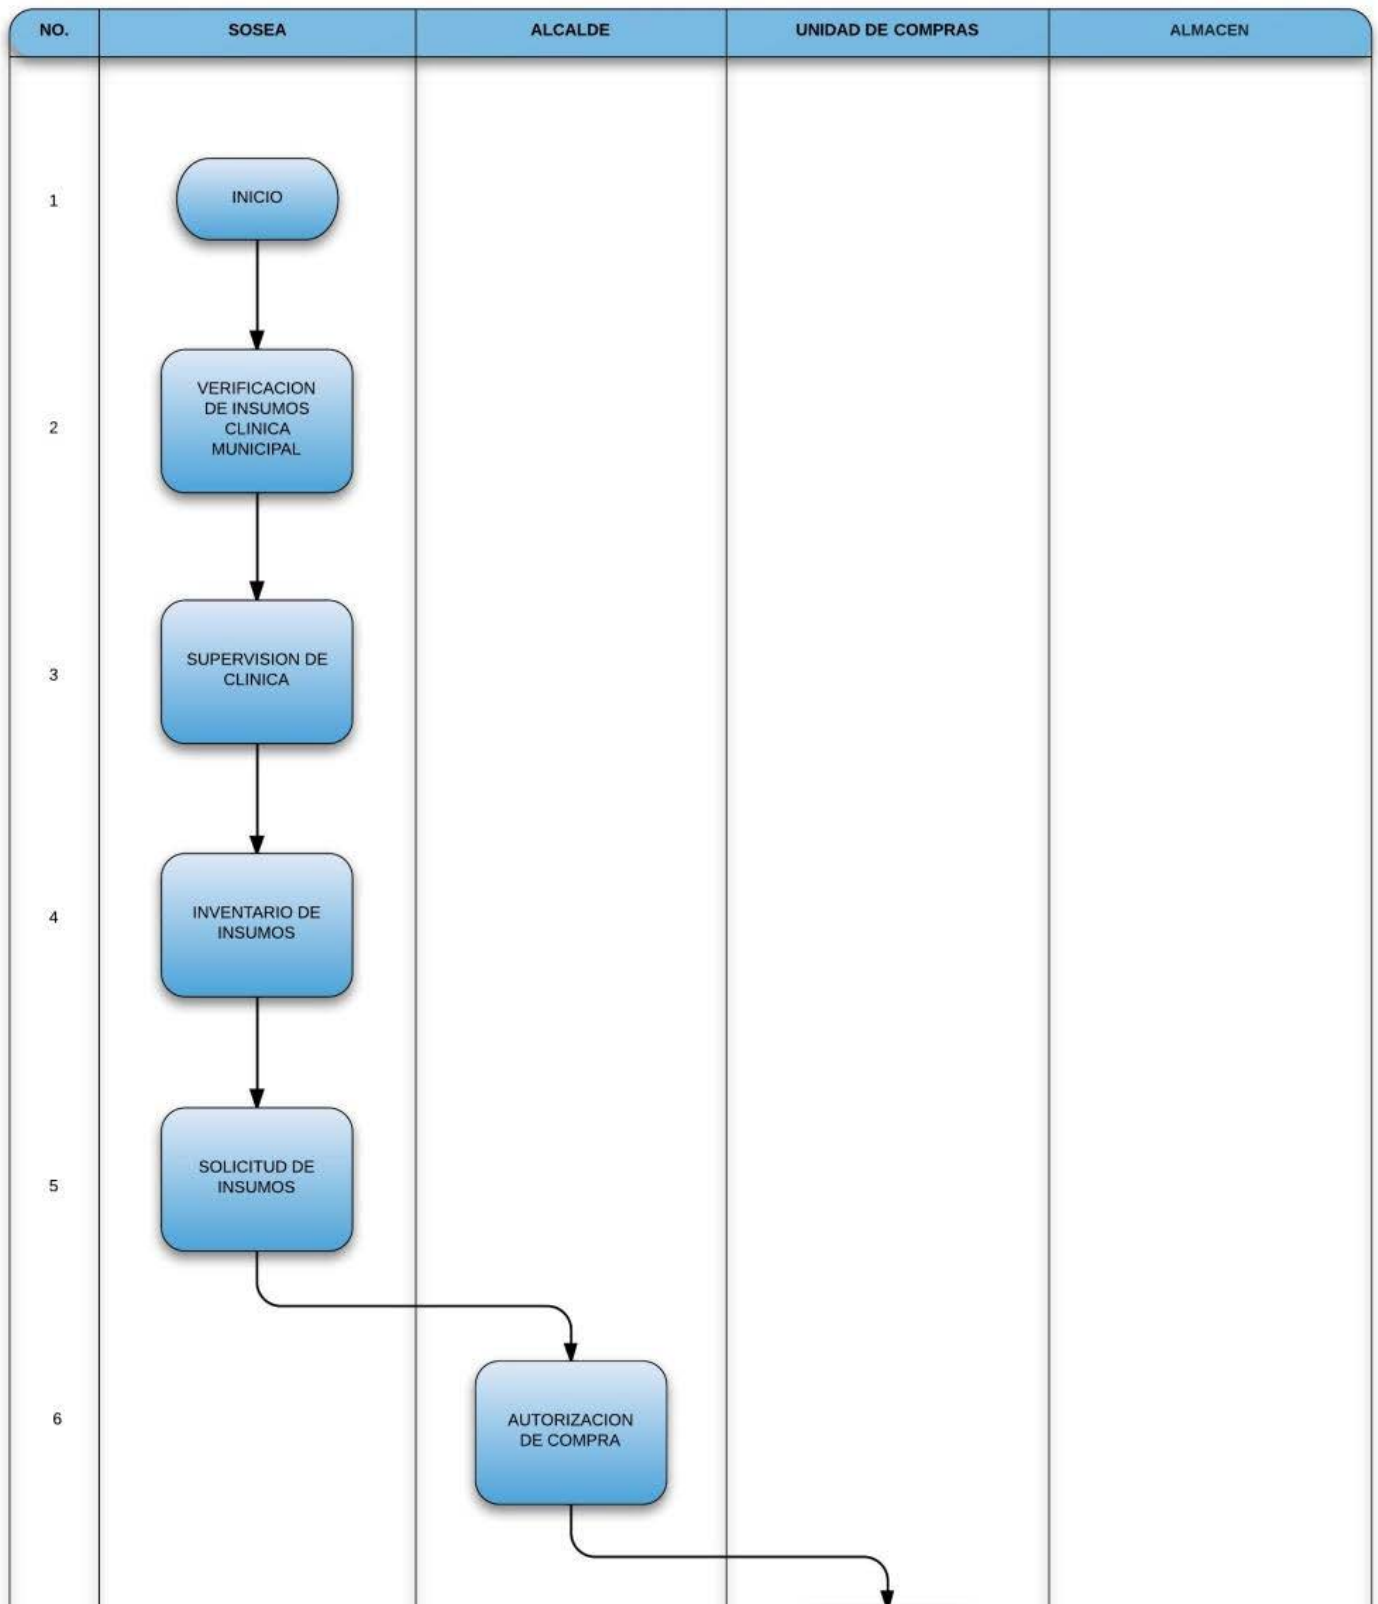 NO. SOSEA ALCALDE UNIDAD DE COMPRAS ALMACEN
1 INICIO
VERIFICACION
DE INSUMOS
2 CLINICA
MUNICIPAL
SUPERVISION DE
3 CLINICA
INVENTARIO DE
4 INSUMOS
SOLICITUD DE
5 INSUMOS
6 AUTORIZACION
DE COMPRA